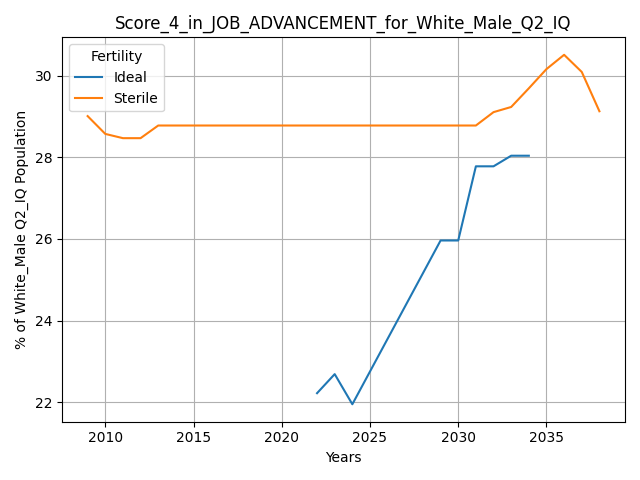 Score_4_in_JOB_ADVANCEMENT_for_White_Male_Q2_IQ
Fertility
Ideal
Sterile
% of White_Male Q2_IQ Population
30
28
26
24
22
2010
2015
2020
2025
2030
2035
Years